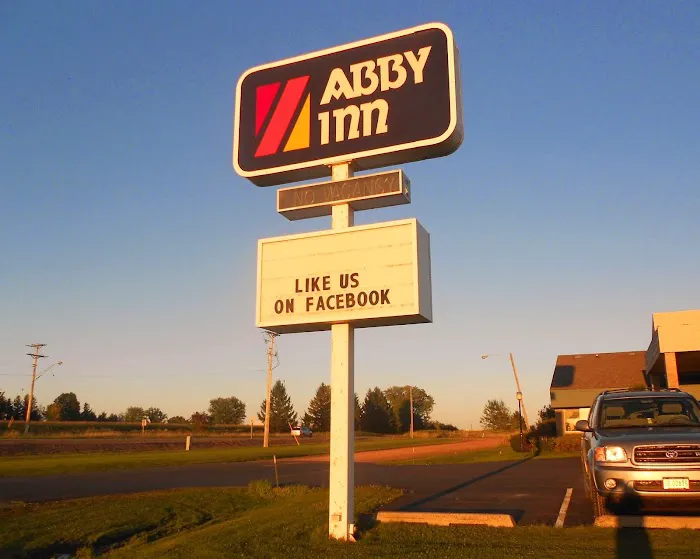 ABBY
inn
NO VACANCY
LIKE US
ON FACEBOOK